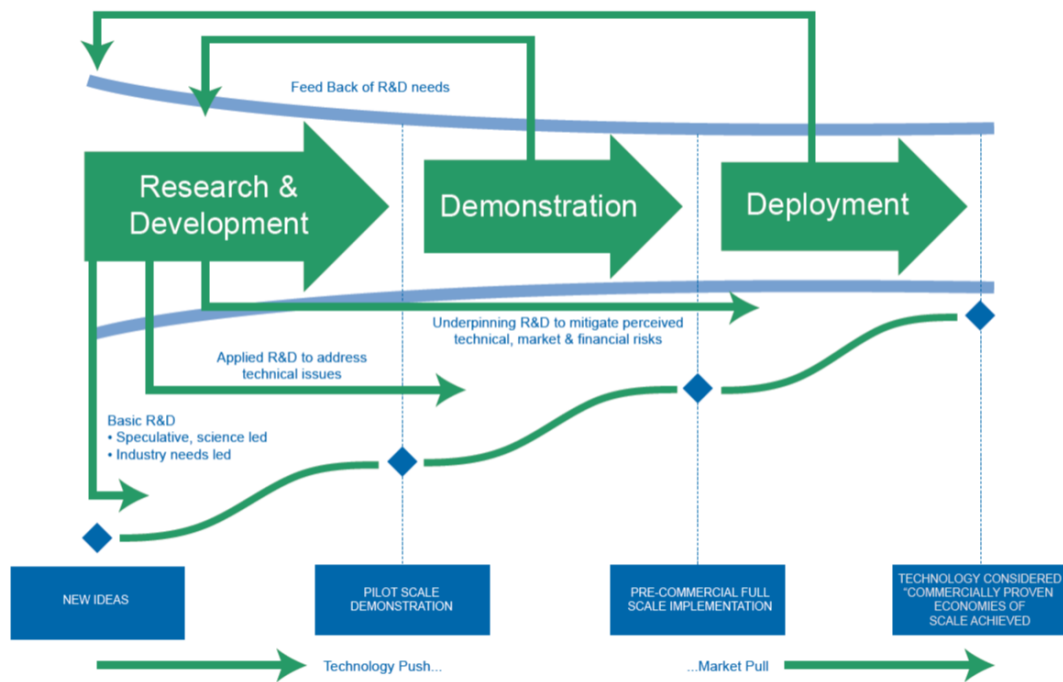 Feed Back of R&D needs
Research &
Development
Demonstration
Deployment
Underpinning R&D to mitigate perceived
technical, market & financial risks
Applied R&D to address
technical issues
Basic R&D
• Speculative, science led
• Industry needs led
NEW IDEAS
PILOT SCALE
DEMONSTRATION
PRE-COMMERCIAL FULL
SCALE IMPLEMENTATION
TECHNOLOGY CONSIDERED
“COMMERCIALLY PROVEN
ECONOMIES OF
SCALE ACHIEVED
Technology Push...
...Market Pull